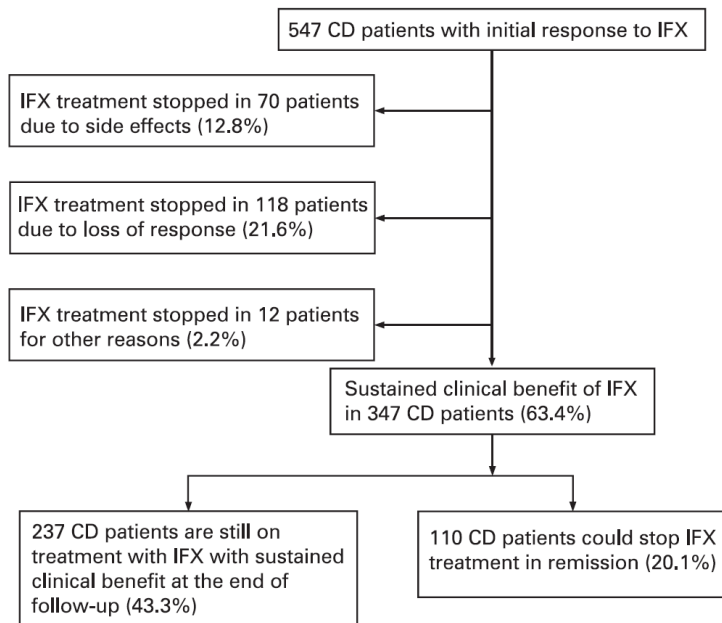 547 CD patients with initial response to IFX
IFX treatment stopped in 70 patients
due to side effects (12.8%)
IFX treatment stopped in 118 patients
due to loss of response (21.6%)
IFX treatment stopped in 12 patients
for other reasons (2.2%)
Sustained clinical benefit of IFX
in 347 CD patients (63.4%)
237 CD patients are still on
treatment with IFX with sustained
clinical benefit at the end of
follow-up (43.3%)
110 CD patients could stop IFX
treatment in remission (20.1%)